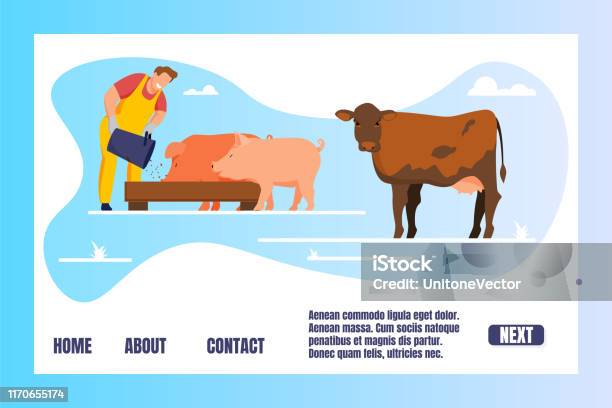 iStock
Credit: UnitoneVector
Aenean commodo ligula eget dolor.
Aenean massa. Cum sociis natoque
penatibus et magnis dis partur.
Donec quam felis, ultricies nec.
HOME ABOUT CONTACT
NEXT
1170655174